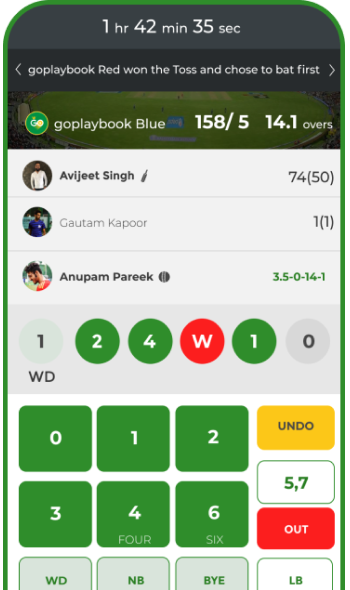 1 hr 42 min 35 sec
goplaybook Red won the Toss and chose to bat first
GO goplaybook Blue 158/ 5 14.1 overs
Avijeet Singh 74(50)
Gautam Kapoor 1(1)
Anupam Pareek 3.5-0-14-1
1 2 4 W 1 0
WD
0 1 2 UNDO
5,7
3 4 6 OUT
FOUR SIX
WD NB BYE LB